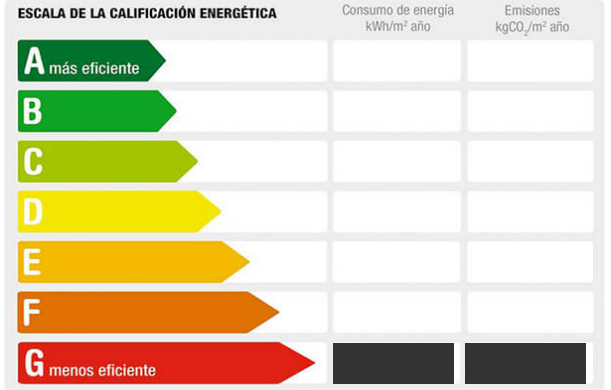 ESCALA DE LA CALIFICACIÓN ENERGÉTICA
Consumo de energía
kWh/m² año
Emisiones
kgCO₂/m² año
A más eficiente
B
C
D
E
F
G menos eficiente